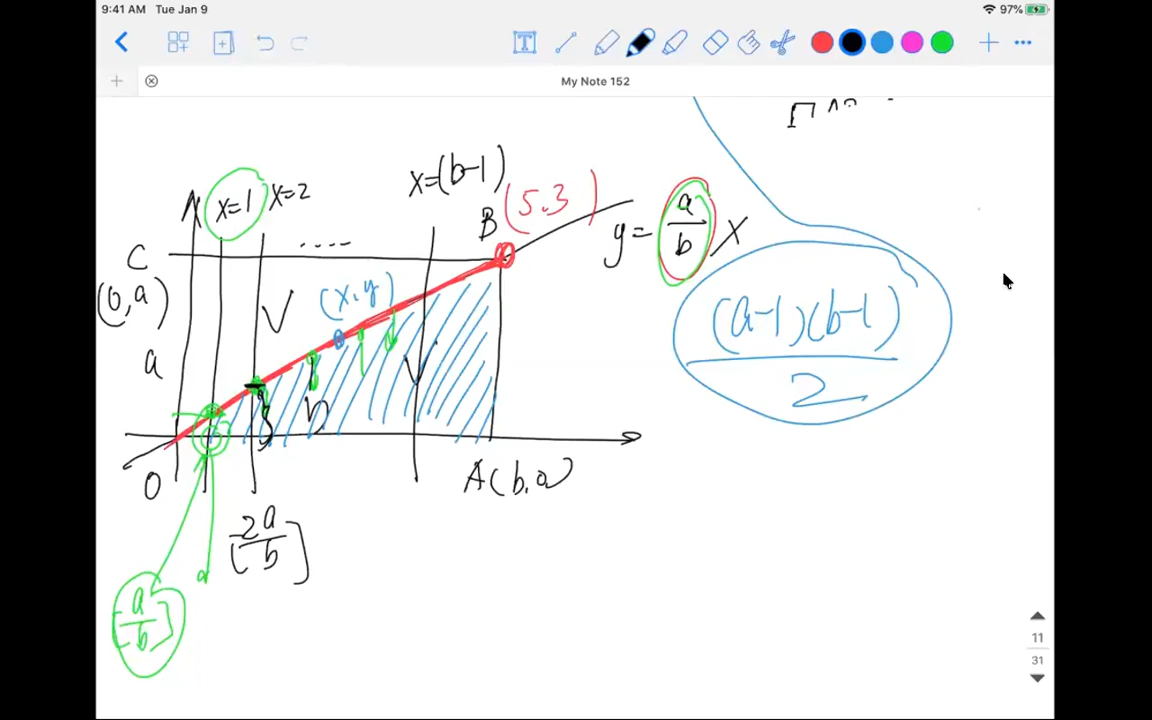 9:41 AM Tue Jan 9
97%
My Note 152
x=1 x=2
x=(b-1)
B (5.3)
y = a/b x
C
....
(0,a)
(x,y)
(a-1)(b-1)
2
a
b
O
A(b,0)
[2a/b]
[a/b]
11
31